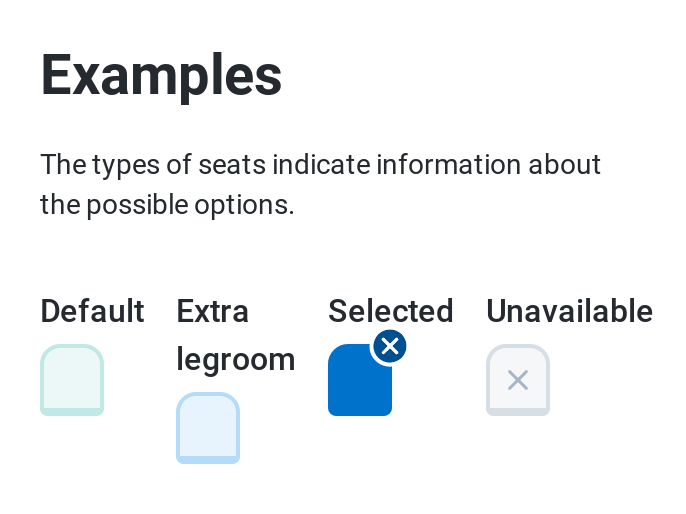 Examples
The types of seats indicate information about
the possible options.
Default
Extra
legroom
Selected
Unavailable